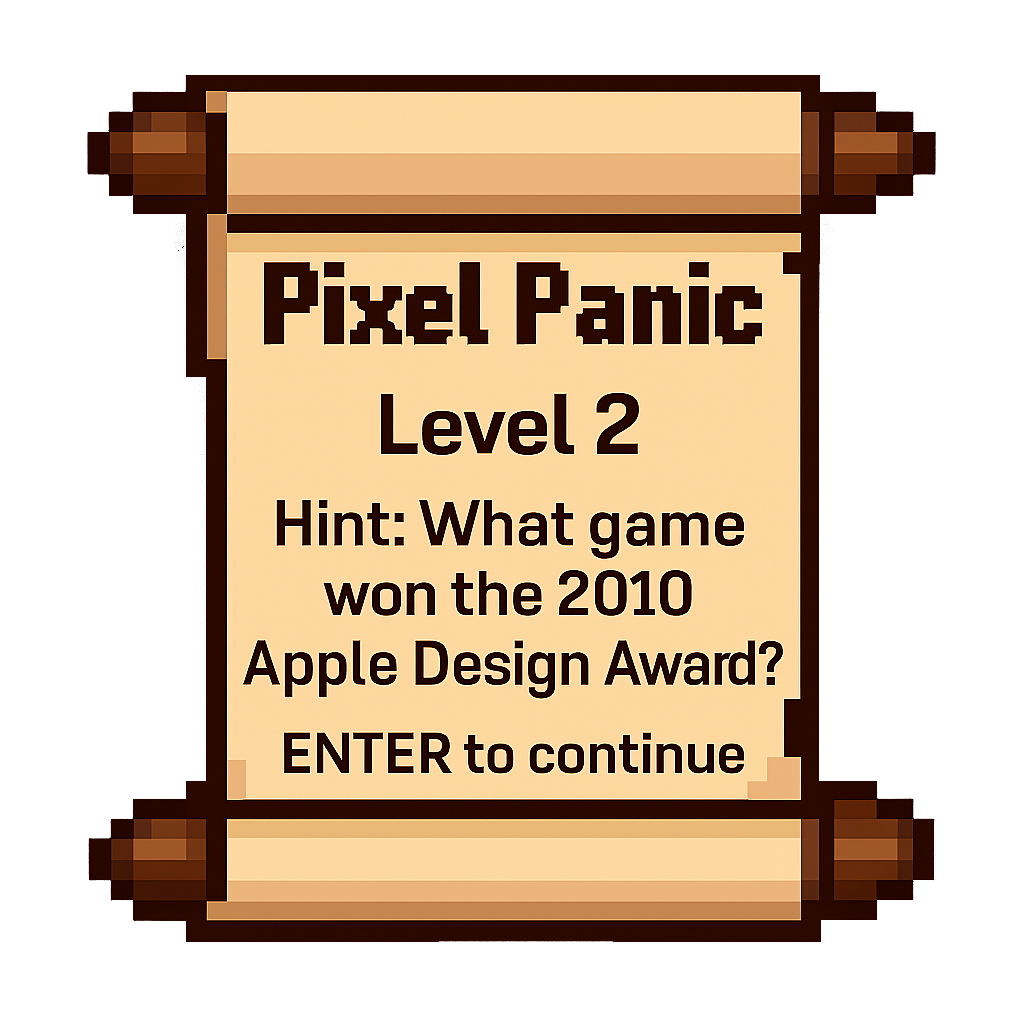 Pixel Panic
Level 2
Hint: What game
won the 2010
Apple Design Award?
ENTER to continue